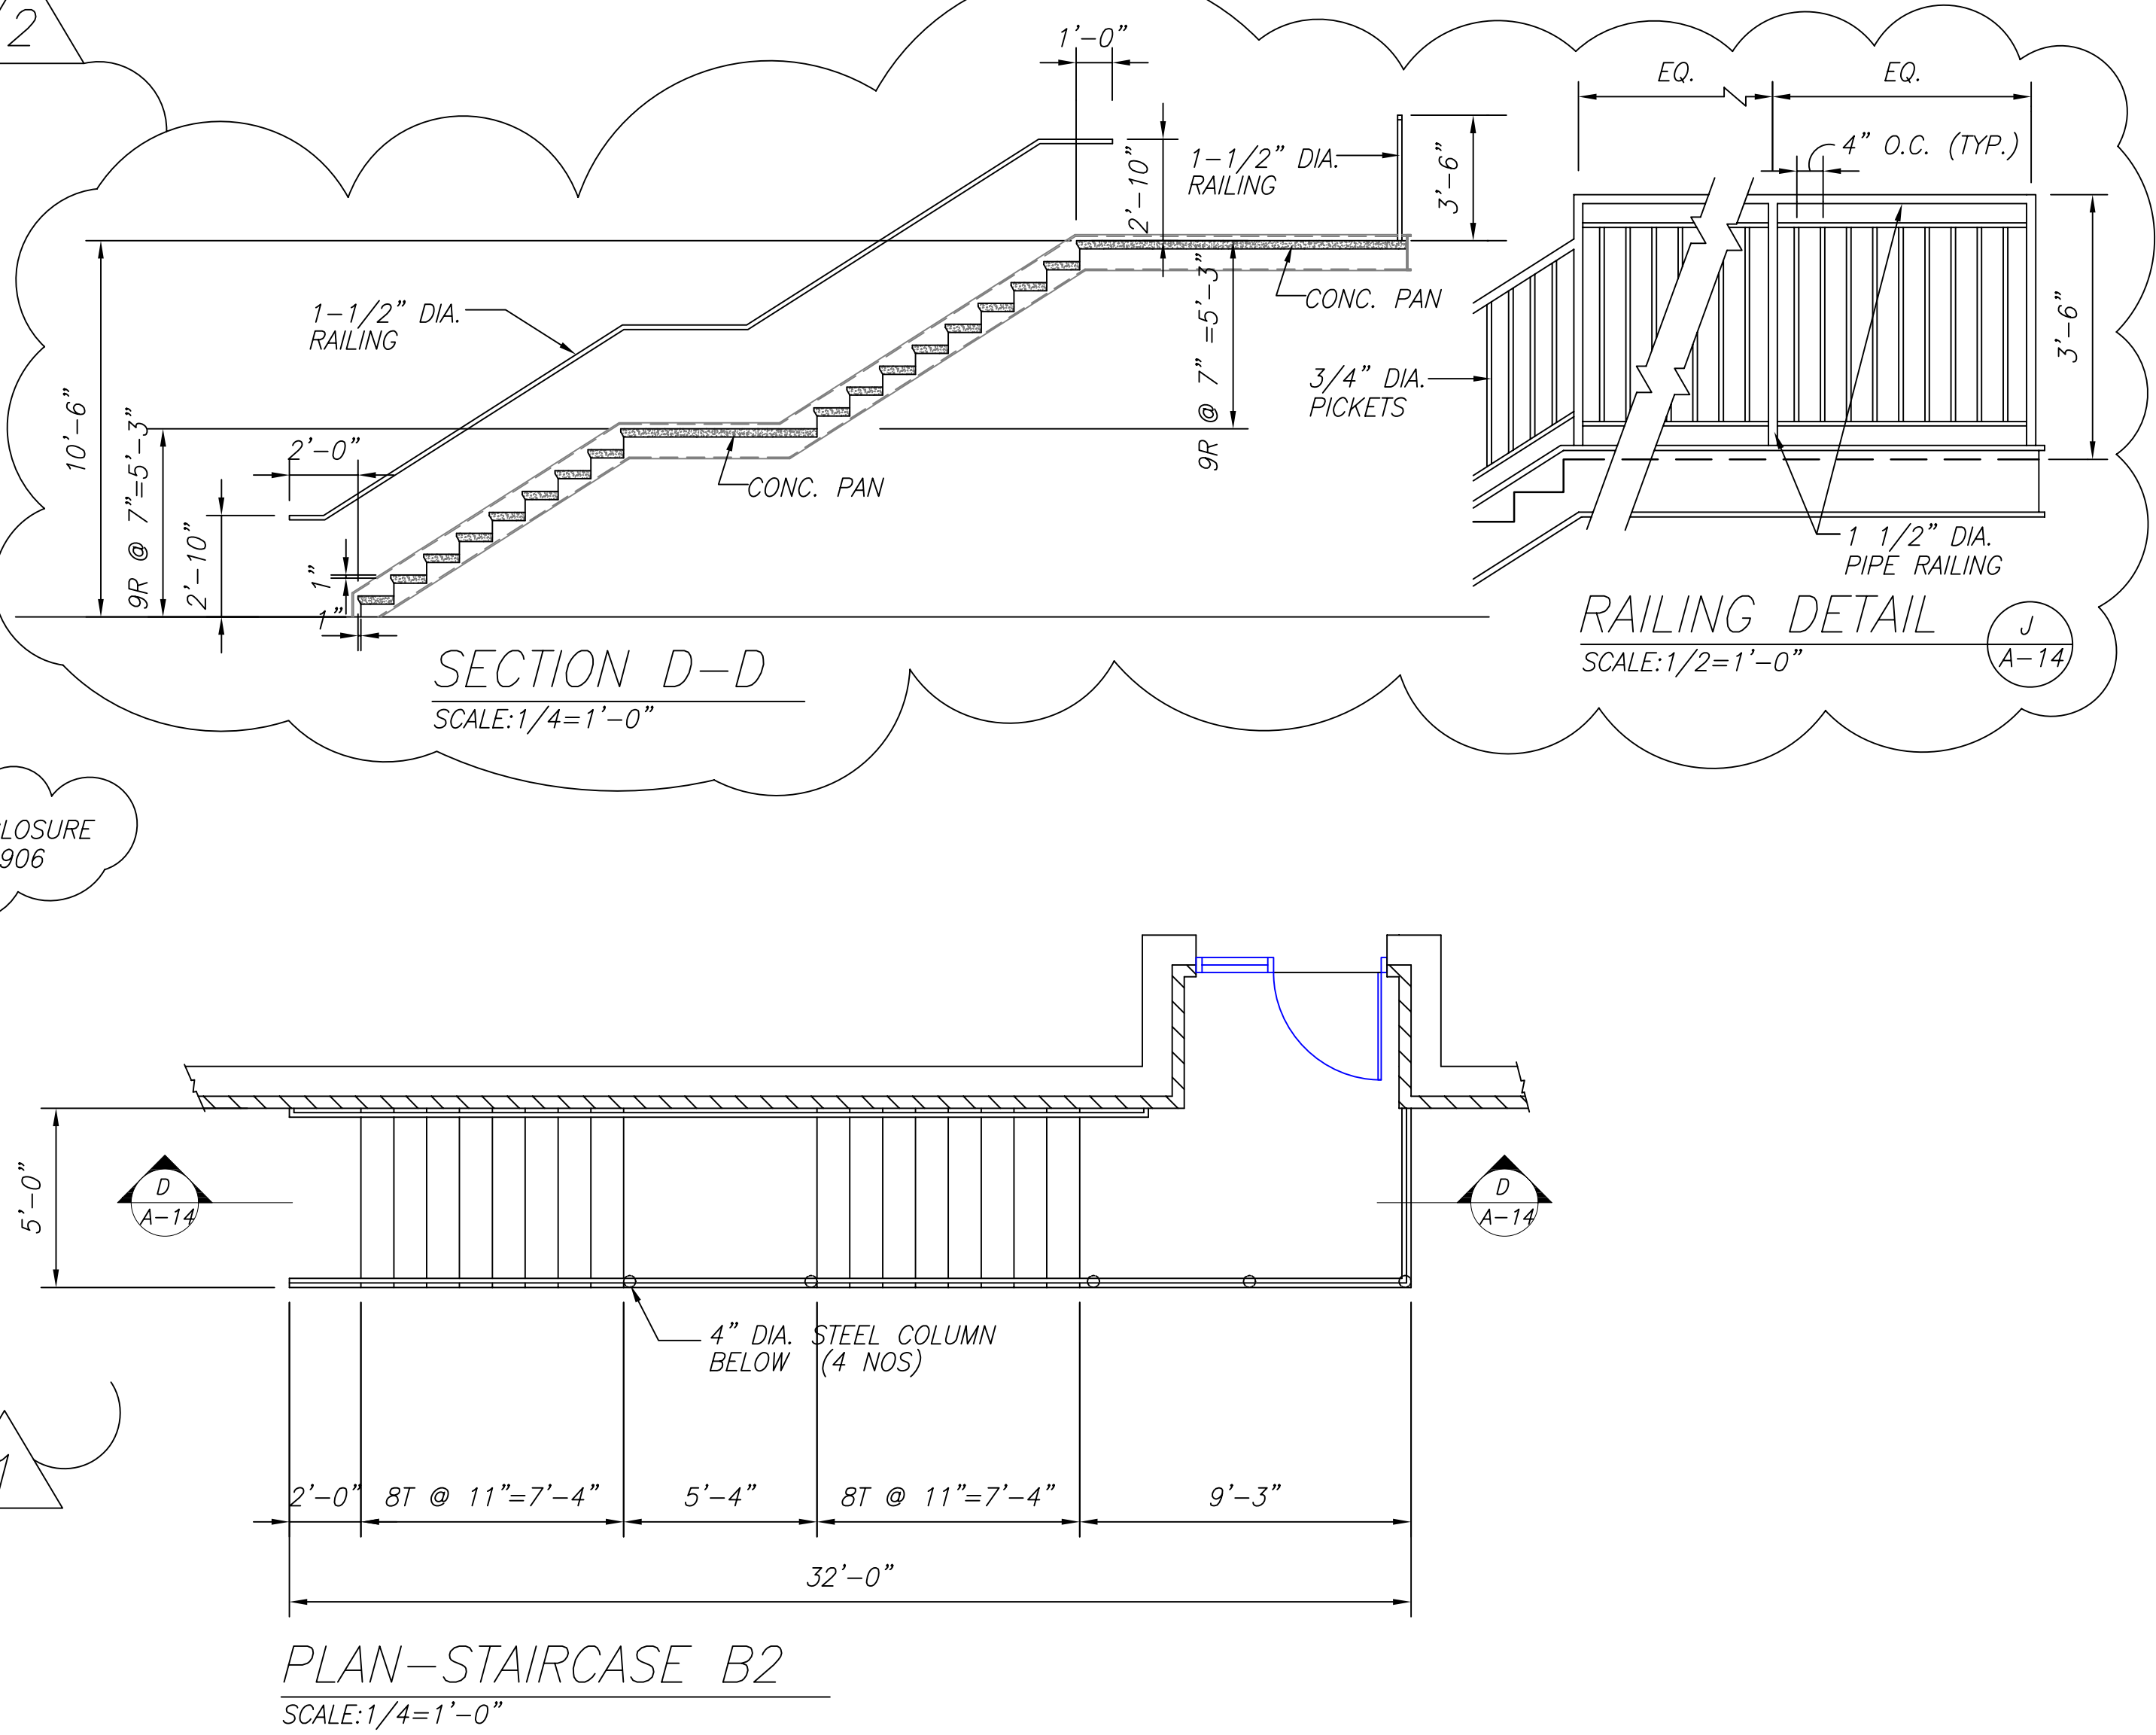 2
1'-0"
EQ.
EQ.
4" O.C. (TYP.)
1-1/2" DIA.
RAILING
2'-10"
3'-6"
1-1/2" DIA.
RAILING
CONC. PAN
9R @ 7" =5'-3"
3/4" DIA.
PICKETS
3'-6"
10'-6"
9R @ 7"=5'-3"
2'-0"
2'-10"
CONC. PAN
1"
1"
1 1/2" DIA.
PIPE RAILING
SECTION D-D
SCALE:1/4=1'-0"
RAILING DETAIL
SCALE:1/2=1'-0"
J
A-14
LOSURE
906
5'-0"
D
A-14
D
A-14
4" DIA. STEEL COLUMN
BELOW (4 NOS)
2'-0"
8T @ 11"=7'-4"
5'-4"
8T @ 11"=7'-4"
9'-3"
32'-0"
1
PLAN-STAIRCASE B2
SCALE:1/4=1'-0"